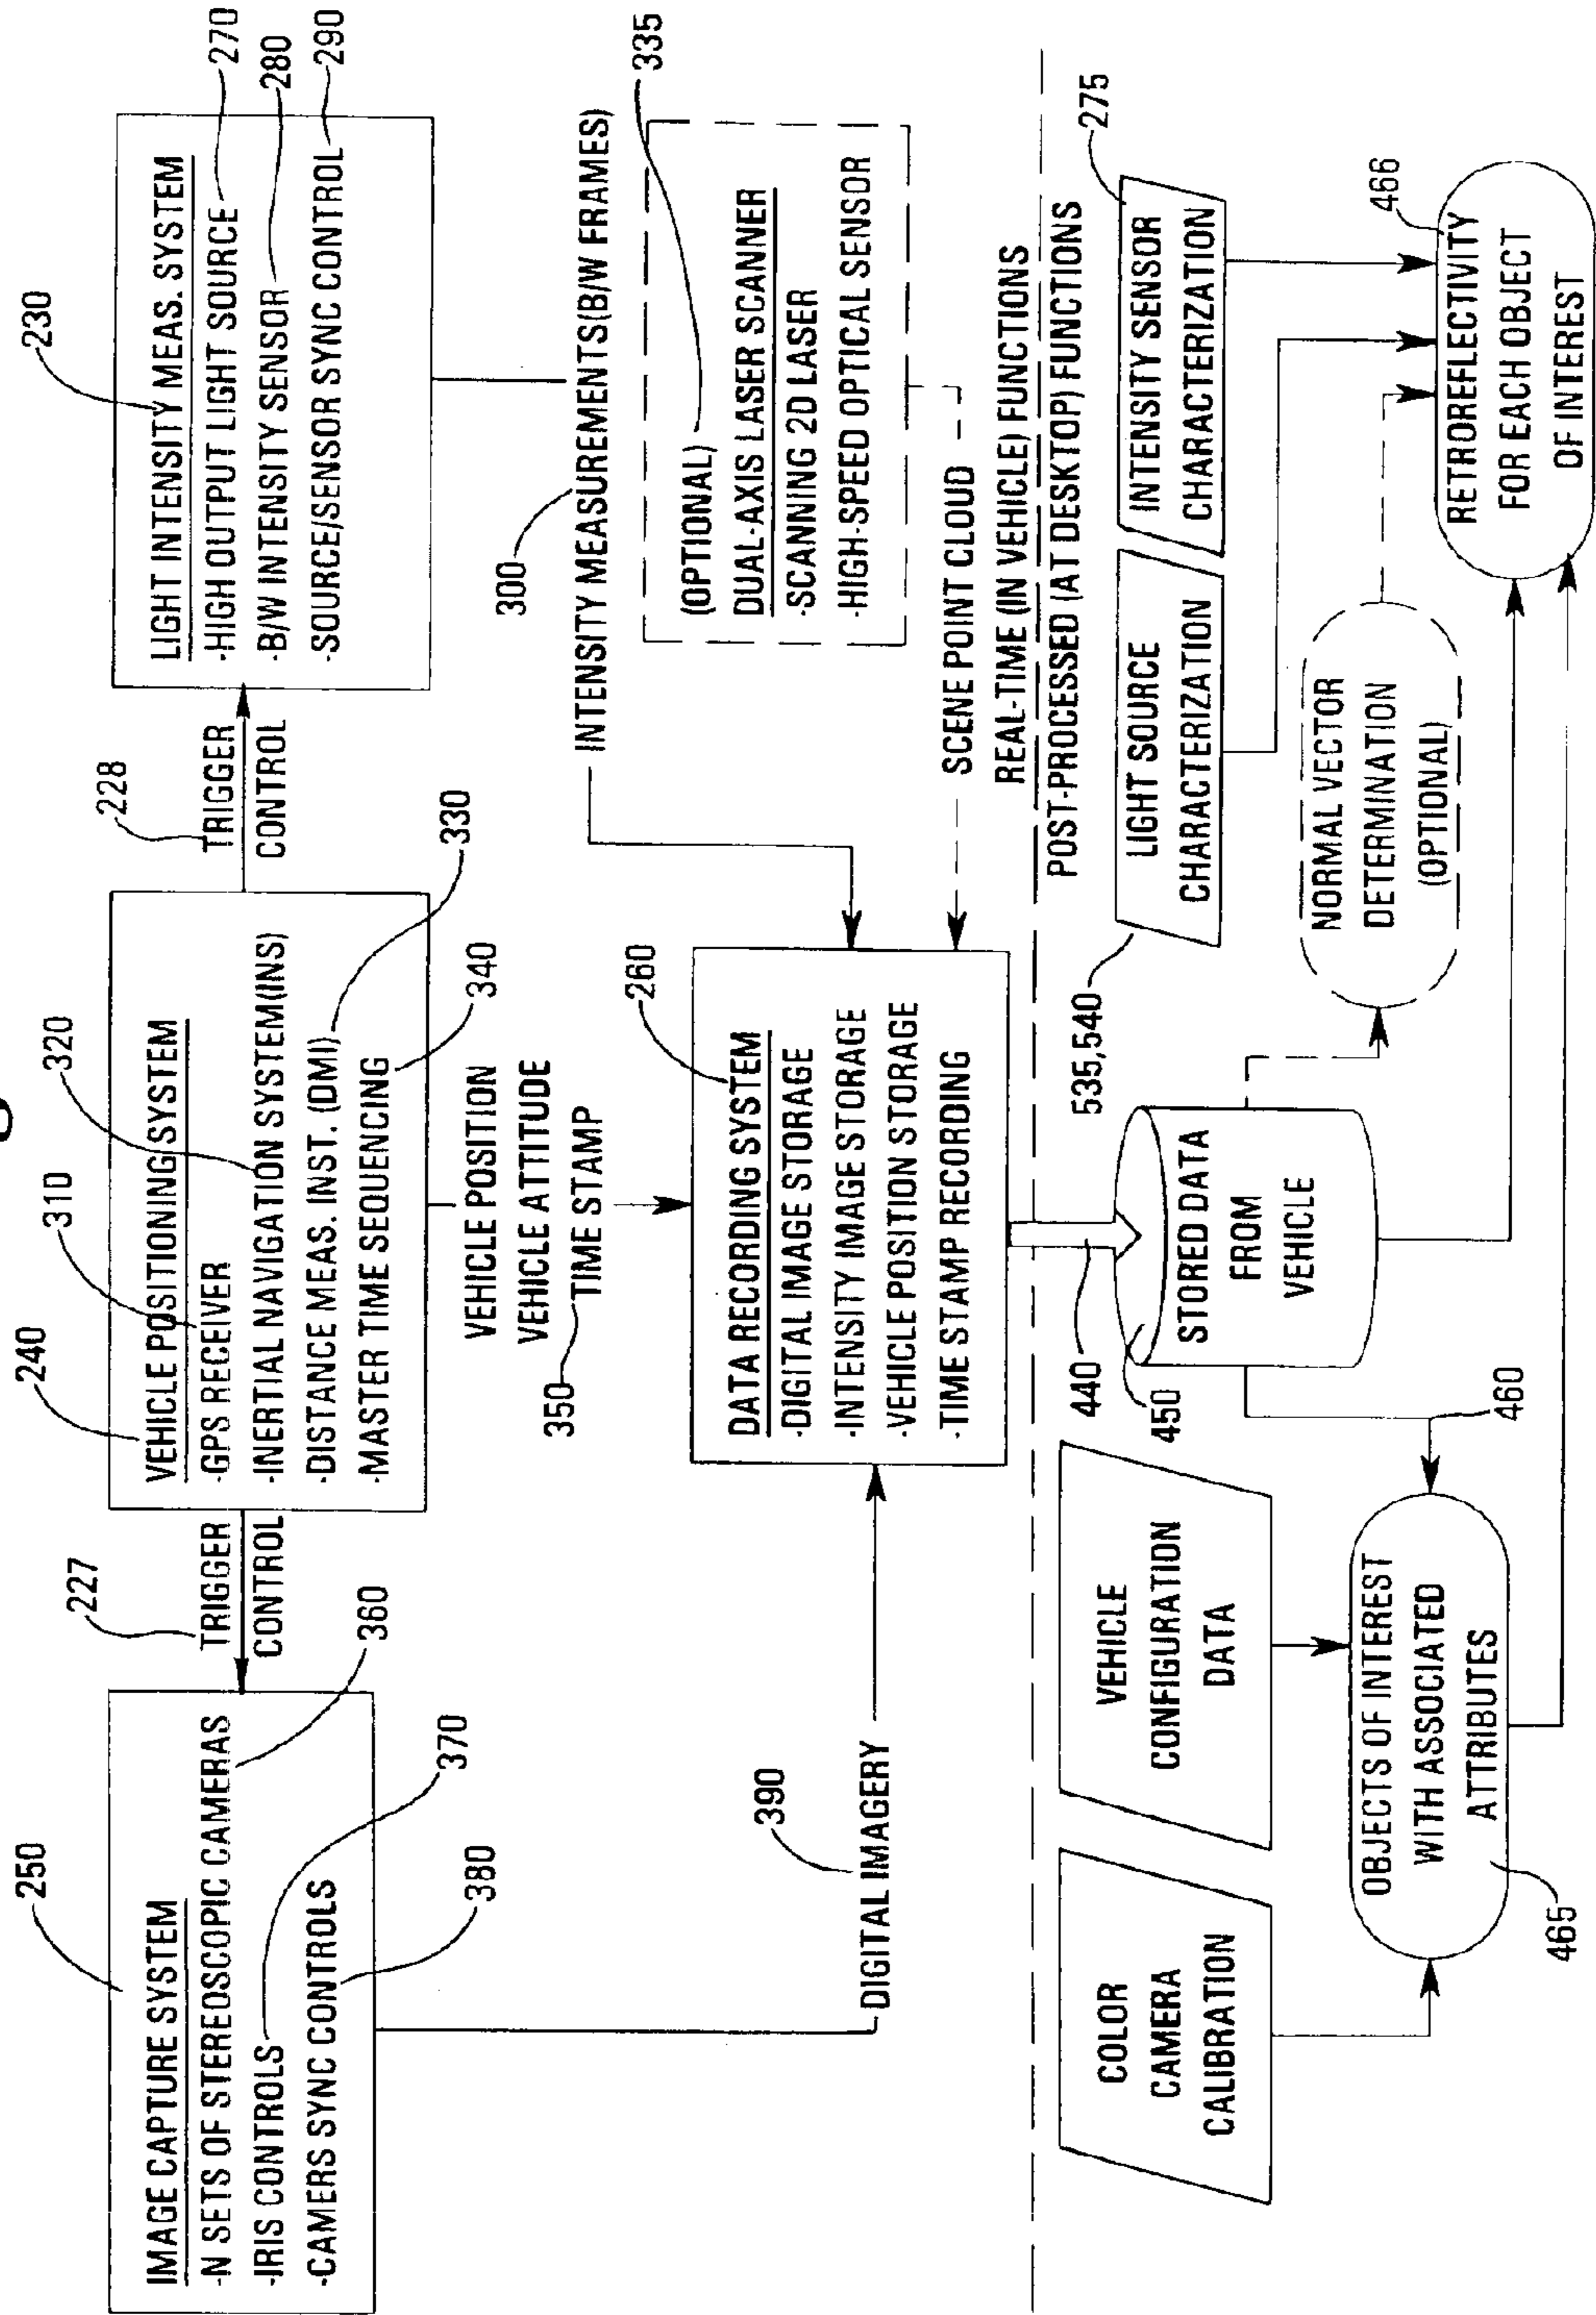 250
IMAGE CAPTURE SYSTEM
·N SETS OF STEREOSCOPIC CAMERAS
·IRIS CONTROLS
·CAMERS SYNC CONTROLS
360
370
380
227
TRIGGER
CONTROL
240
310
320
VEHICLE POSITIONING SYSTEM
·GPS RECEIVER
·INERTIAL NAVIGATION SYSTEM(INS)
·DISTANCE MEAS. INST. (DMI)
·MASTER TIME SEQUENCING
330
340
228
TRIGGER
CONTROL
230
LIGHT INTENSITY MEAS. SYSTEM
·HIGH OUTPUT LIGHT SOURCE
·B/W INTENSITY SENSOR
·SOURCE/SENSOR SYNC CONTROL
270
280
290
VEHICLE POSITION
VEHICLE ATTITUDE
TIME STAMP
350
300
INTENSITY MEASUREMENTS(B/W FRAMES)
335
(OPTIONAL)
DUAL-AXIS LASER SCANNER
·SCANNING 2D LASER
·HIGH-SPEED OPTICAL SENSOR
260
DATA RECORDING SYSTEM
·DIGITAL IMAGE STORAGE
·INTENSITY IMAGE STORAGE
·VEHICLE POSITION STORAGE
·TIME STAMP RECORDING
390
DIGITAL IMAGERY
SCENE POINT CLOUD
REAL-TIME (IN VEHICLE) FUNCTIONS
POST-PROCESSED (AT DESKTOP) FUNCTIONS
COLOR
CAMERA
CALIBRATION
VEHICLE
CONFIGURATION
DATA
440
450
STORED DATA
FROM
VEHICLE
535,540
LIGHT SOURCE
CHARACTERIZATION
275
INTENSITY SENSOR
CHARACTERIZATION
NORMAL VECTOR
DETERMINATION
(OPTIONAL)
460
OBJECTS OF INTEREST
WITH ASSOCIATED
ATTRIBUTES
465
466
RETROREFLECTIVITY
FOR EACH OBJECT
OF INTEREST